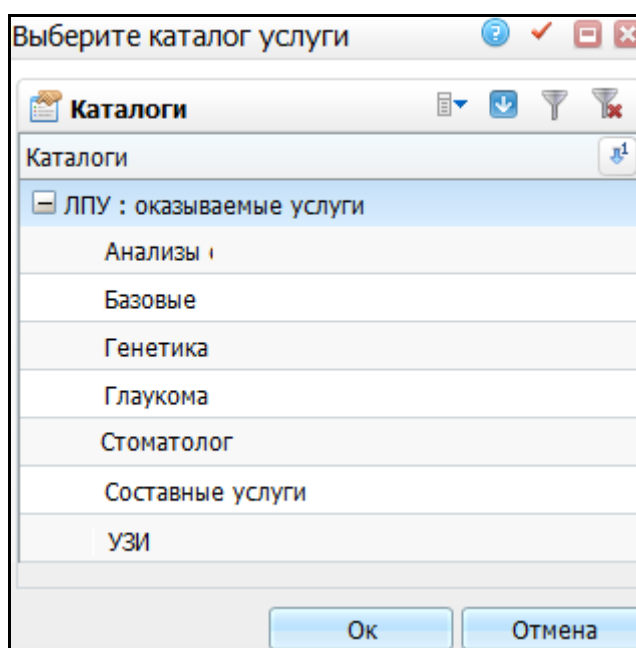 Выберите каталог услуги
Каталоги
Каталоги
ЛПУ : оказываемые услуги
Анализы
Базовые
Генетика
Глаукома
Стоматолог
Составные услуги
УЗИ
Ок Отмена